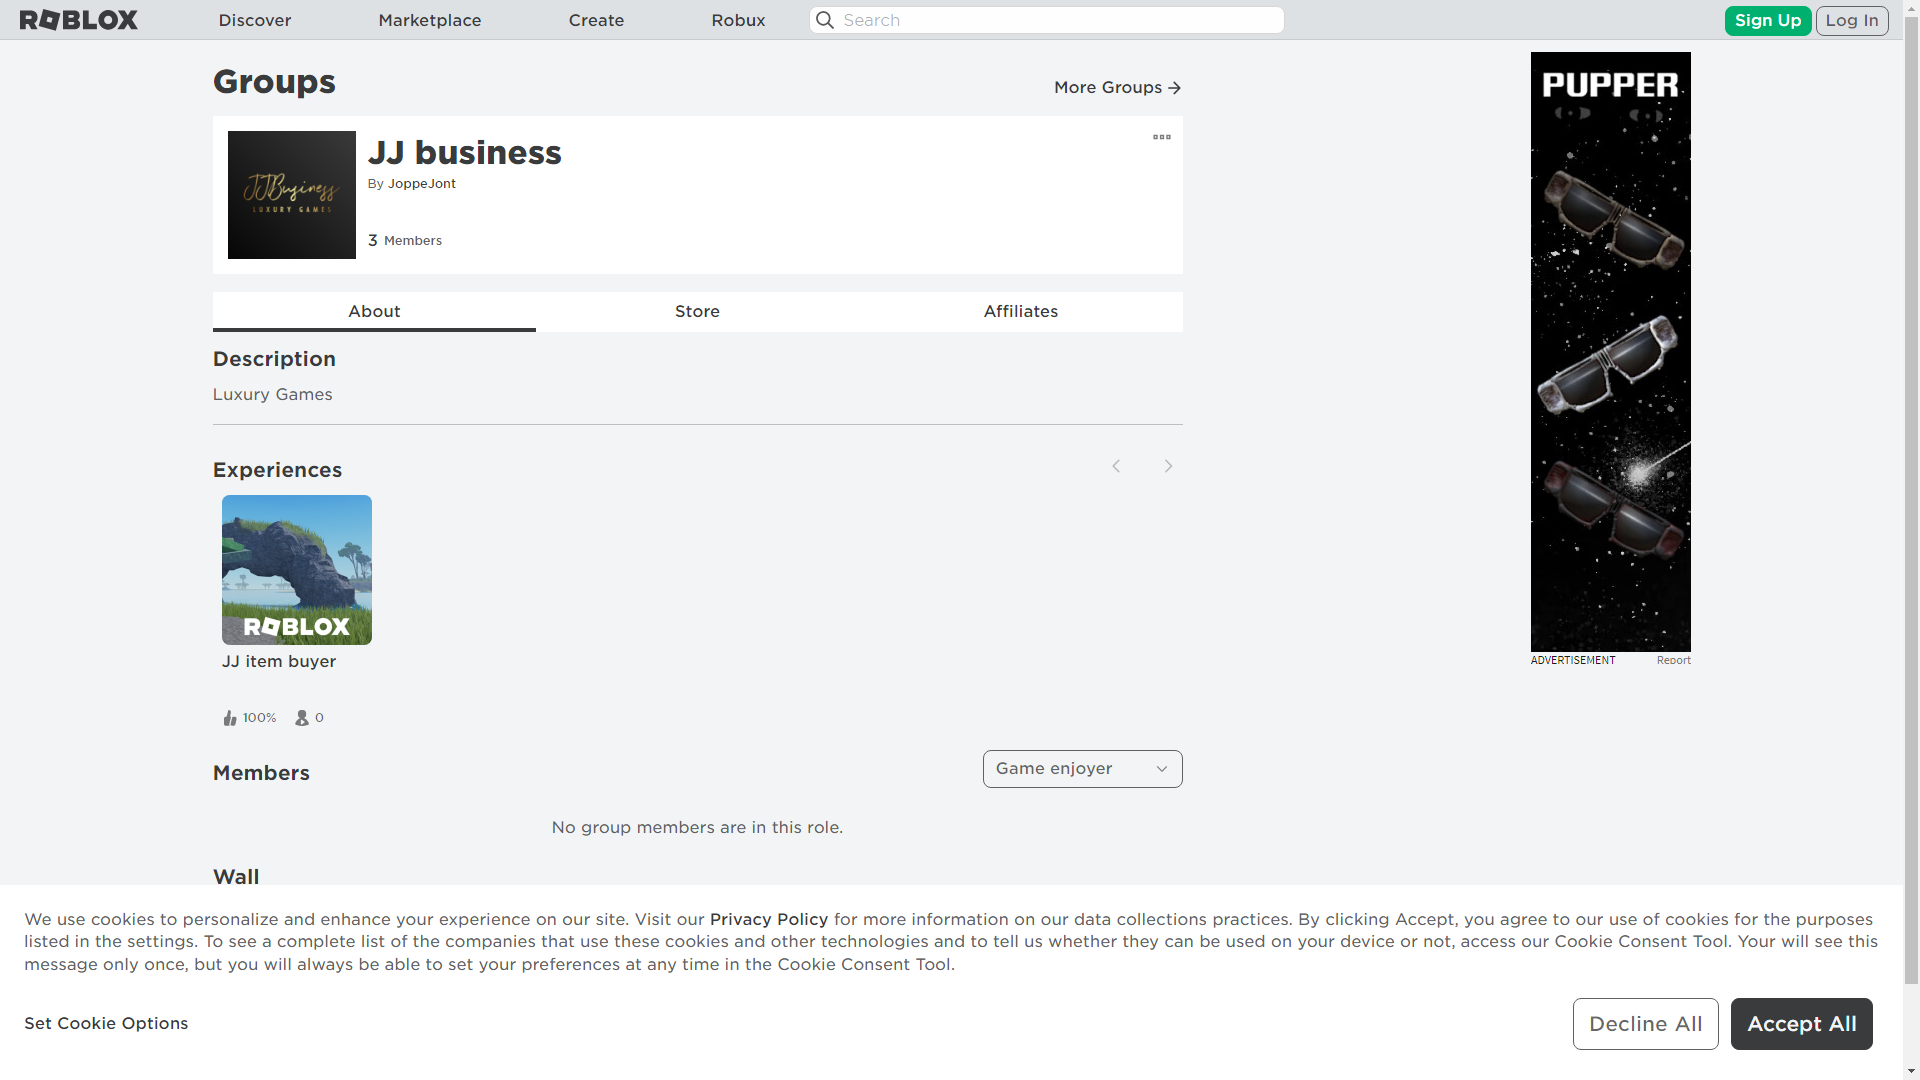 ROBLOX
Discover
Marketplace
Create
Robux
Search
Sign Up
Log In
Groups
More Groups
JJBusiness
LUXURY GAMES
JJ business
By JoppeJont
3 Members
About
Store
Affiliates
Description
Luxury Games
Experiences
ROBLOX
JJ item buyer
100% 0
Members
Game enjoyer
No group members are in this role.
Wall
PUPPER
ADVERTISEMENT
Report
We use cookies to personalize and enhance your experience on our site. Visit our Privacy Policy for more information on our data collections practices. By clicking Accept, you agree to our use of cookies for the purposes
listed in the settings. To see a complete list of the companies that use these cookies and other technologies and to tell us whether they can be used on your device or not, access our Cookie Consent Tool. Your will see this
message only once, but you will always be able to set your preferences at any time in the Cookie Consent Tool.
Set Cookie Options
Decline All
Accept All